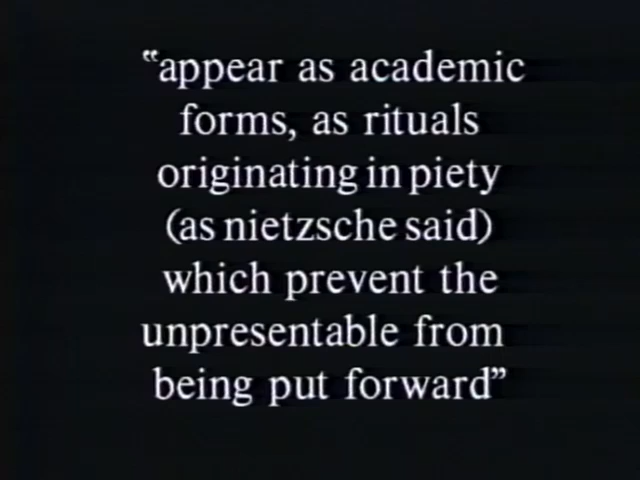 “appear as academic
forms, as rituals
originating in piety
(as nietzsche said)
which prevent the
unpresentable from
being put forward”